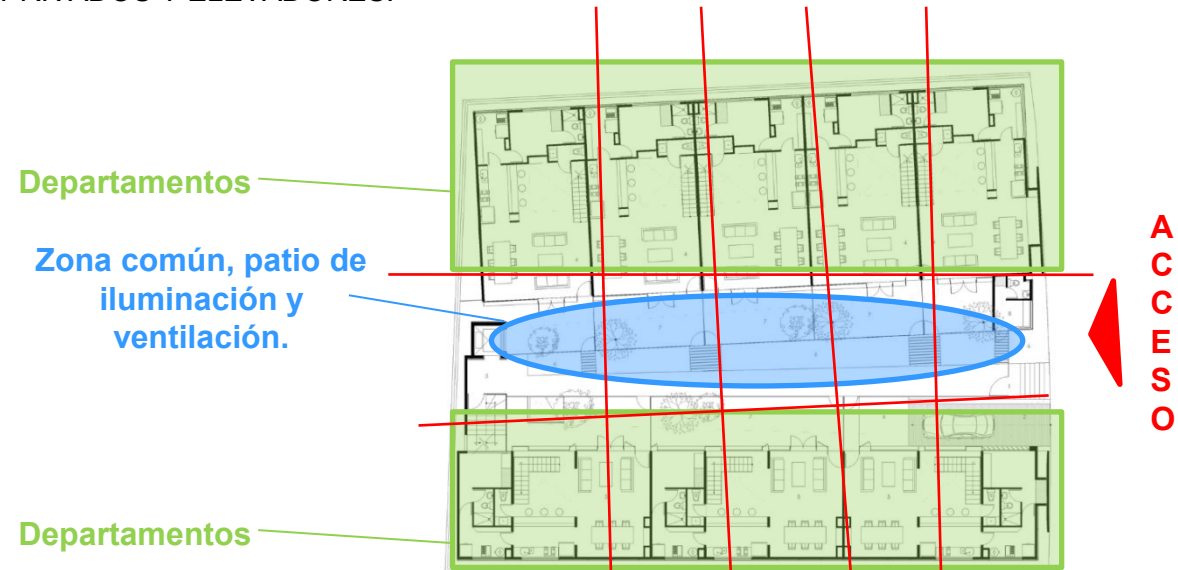 Departamentos
Zona común, patio de
iluminación y
ventilación.
A
C
C
E
S
O
Departamentos